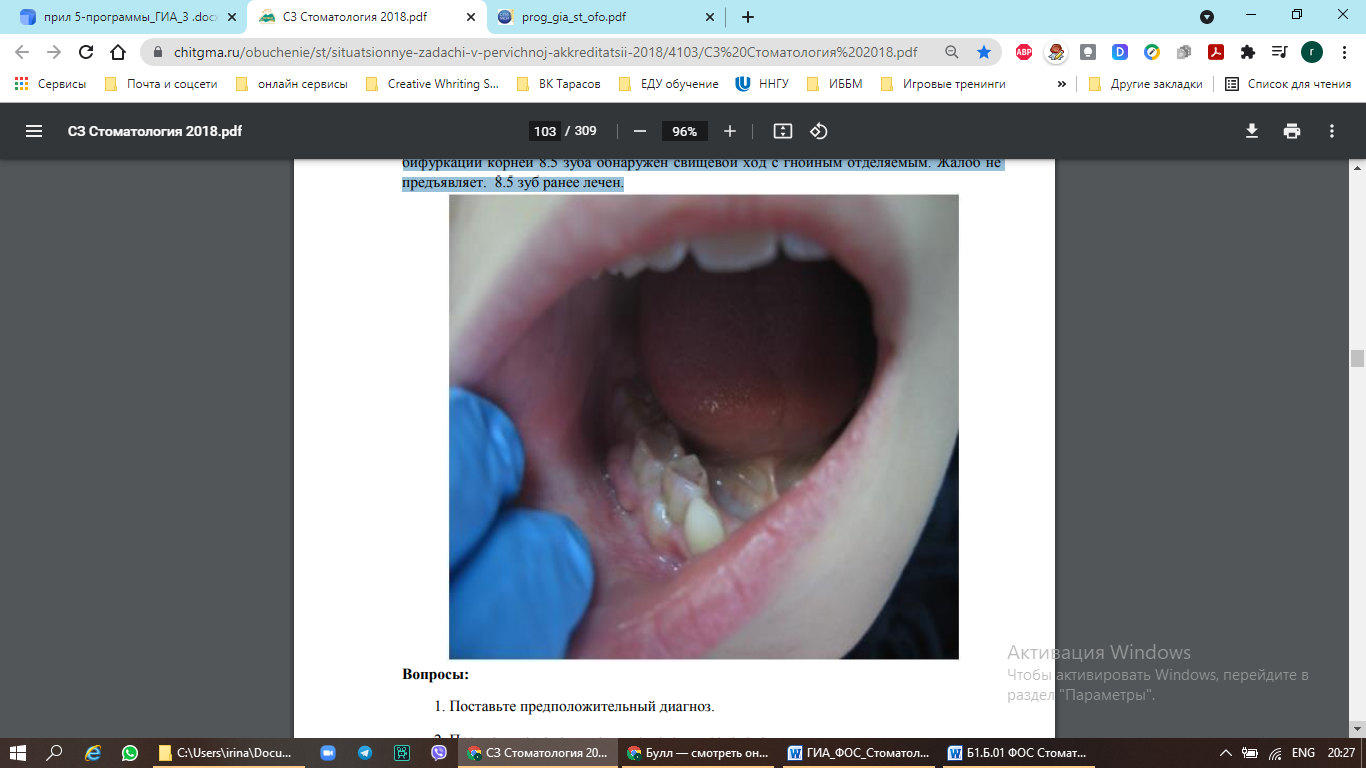 прил 5-программы_ГИА_3 .doc
СЗ Стоматология 2018.pdf
prog_gia_st_ofo.pdf
chitgma.ru/obuchenie/st/situatsionnye-zadachi-v-pervichnoj-akkreditatsii-2018/4103/СЗ%20Стоматология%202018.pdf
ABP
r
Сервисы
Почта и соцсети
онлайн сервисы
Creative Whriting S...
ВК Тарасов
ЕДУ обучение
ННГУ
ИББМ
Игровые тренинги
»
Другие закладки
Список для чтения
СЗ Стоматология 2018.pdf
103 / 309
96%
бифуркации корней 8.5 зуба обнаружен свищевой ход с гнойным отделяемым. Жалоб не
предъявляет. 8.5 зуб ранее лечен.
Вопросы:
1. Поставьте предположительный диагноз.
Активация Windows
Чтобы активировать Windows, перейдите в
раздел "Параметры".
C:\Users\irina\Docu...
СЗ Стоматология 20...
Булл — смотреть он...
ГИА_ФОС_Стоматол...
Б1.Б.01 ФОС Стомат...
ENG
20:27